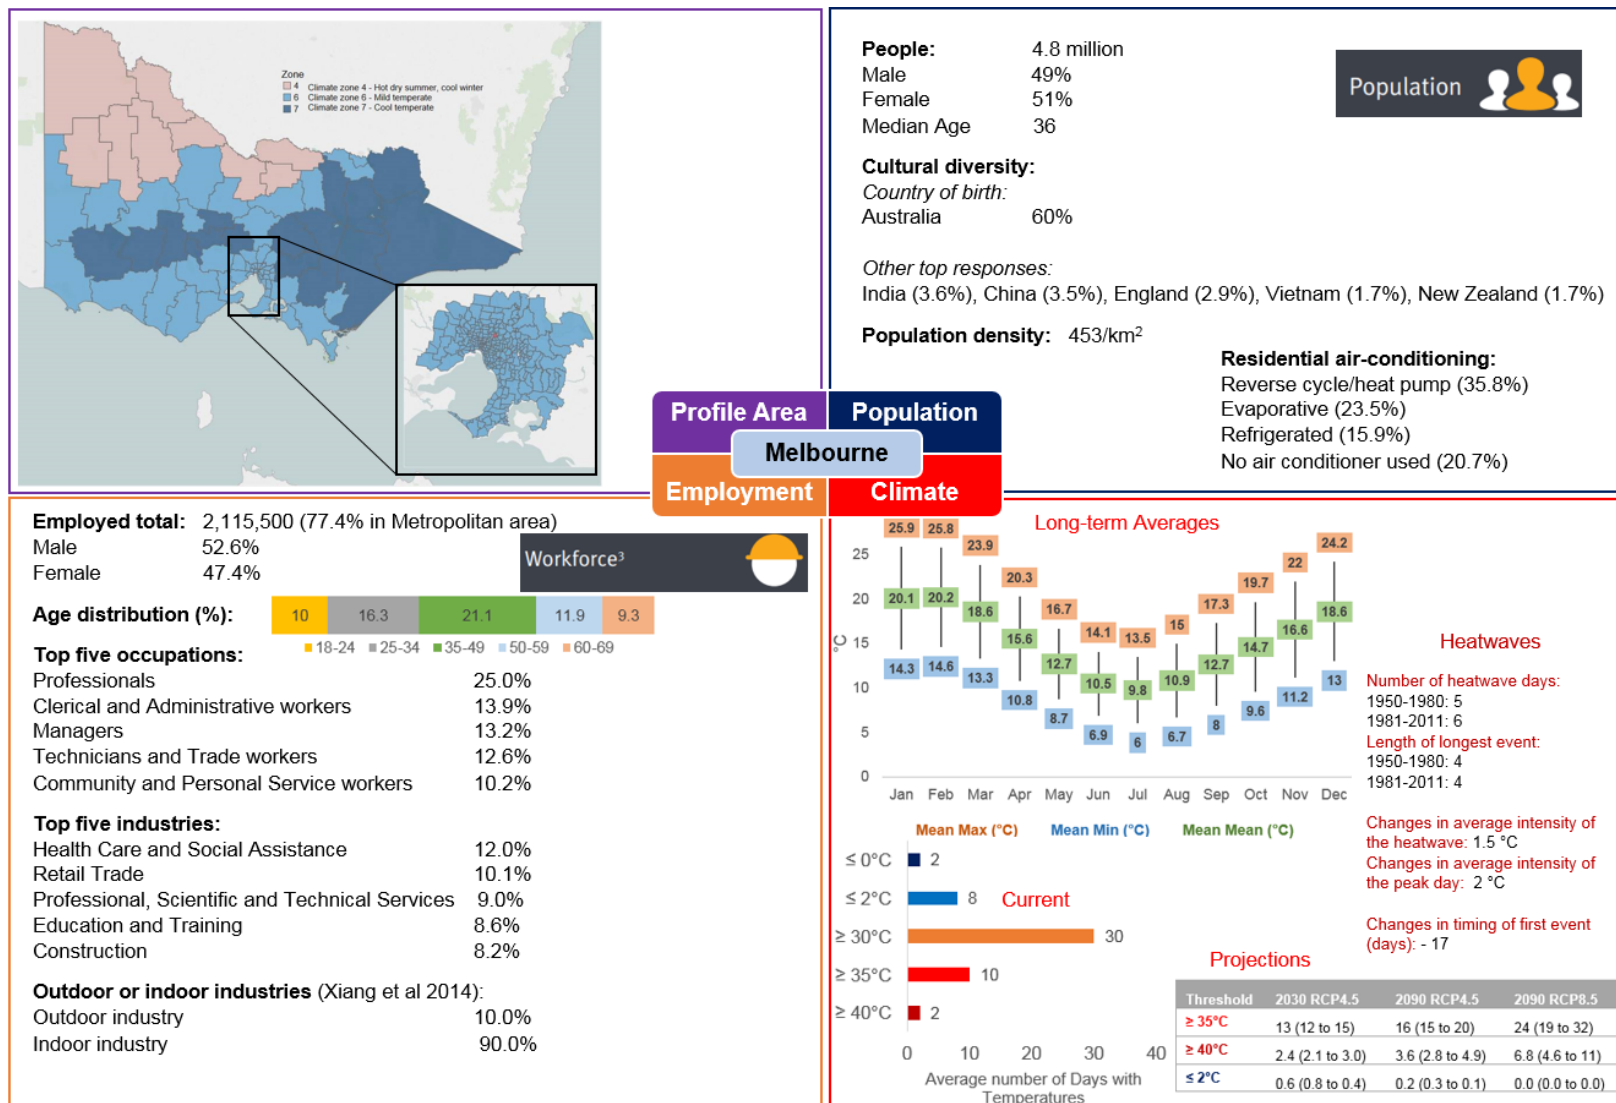 Zone
4 Climate zone 4 - Hot dry summer, cool winter
6 Climate zone 6 - Mild temperate
7 Climate zone 7 - Cool temperate
People: 4.8 million
Male 49%
Female 51%
Median Age 36
Population
Cultural diversity:
Country of birth:
Australia 60%
Other top responses:
India (3.6%), China (3.5%), England (2.9%), Vietnam (1.7%), New Zealand (1.7%)
Population density: 453/km²
Residential air-conditioning:
Reverse cycle/heat pump (35.8%)
Evaporative (23.5%)
Refrigerated (15.9%)
No air conditioner used (20.7%)
Profile Area Population
Melbourne
Employment Climate
Employed total: 2,115,500 (77.4% in Metropolitan area)
Male 52.6%
Female 47.4%
Workforce³
Age distribution (%): 10 16.3 21.1 11.9 9.3
18-24 25-34 35-49 50-59 60-69
Top five occupations:
Professionals 25.0%
Clerical and Administrative workers 13.9%
Managers 13.2%
Technicians and Trade workers 12.6%
Community and Personal Service workers 10.2%
Top five industries:
Health Care and Social Assistance 12.0%
Retail Trade 10.1%
Professional, Scientific and Technical Services 9.0%
Education and Training 8.6%
Construction 8.2%
Outdoor or indoor industries (Xiang et al 2014):
Outdoor industry 10.0%
Indoor industry 90.0%
Long-term Averages
°C
25
20
15
10
5
0
25.9 25.8 23.9 20.3 16.7 14.1 13.5 15 17.3 19.7 22 24.2
20.1 20.2 18.6 15.6 12.7 10.5 9.8 10.9 12.7 14.7 16.6 18.6
14.3 14.6 13.3 10.8 8.7 6.9 6 6.7 8 9.6 11.2 13
Jan Feb Mar Apr May Jun Jul Aug Sep Oct Nov Dec
Mean Max (°C) Mean Min (°C) Mean Mean (°C)
Heatwaves
Number of heatwave days:
1950-1980: 5
1981-2011: 6
Length of longest event:
1950-1980: 4
1981-2011: 4
Changes in average intensity of
the heatwave: 1.5 °C
Changes in average intensity of
the peak day: 2 °C
Changes in timing of first event
(days): - 17
Current
≤ 0°C 2
≤ 2°C 8
≥ 30°C 30
≥ 35°C 10
≥ 40°C 2
0 10 20 30 40
Average number of Days with
Temperatures
Projections
Threshold 2030 RCP4.5 2090 RCP4.5 2090 RCP8.5
≥ 35°C 13 (12 to 15) 16 (15 to 20) 24 (19 to 32)
≥ 40°C 2.4 (2.1 to 3.0) 3.6 (2.8 to 4.9) 6.8 (4.6 to 11)
≤ 2°C 0.6 (0.8 to 0.4) 0.2 (0.3 to 0.1) 0.0 (0.0 to 0.0)